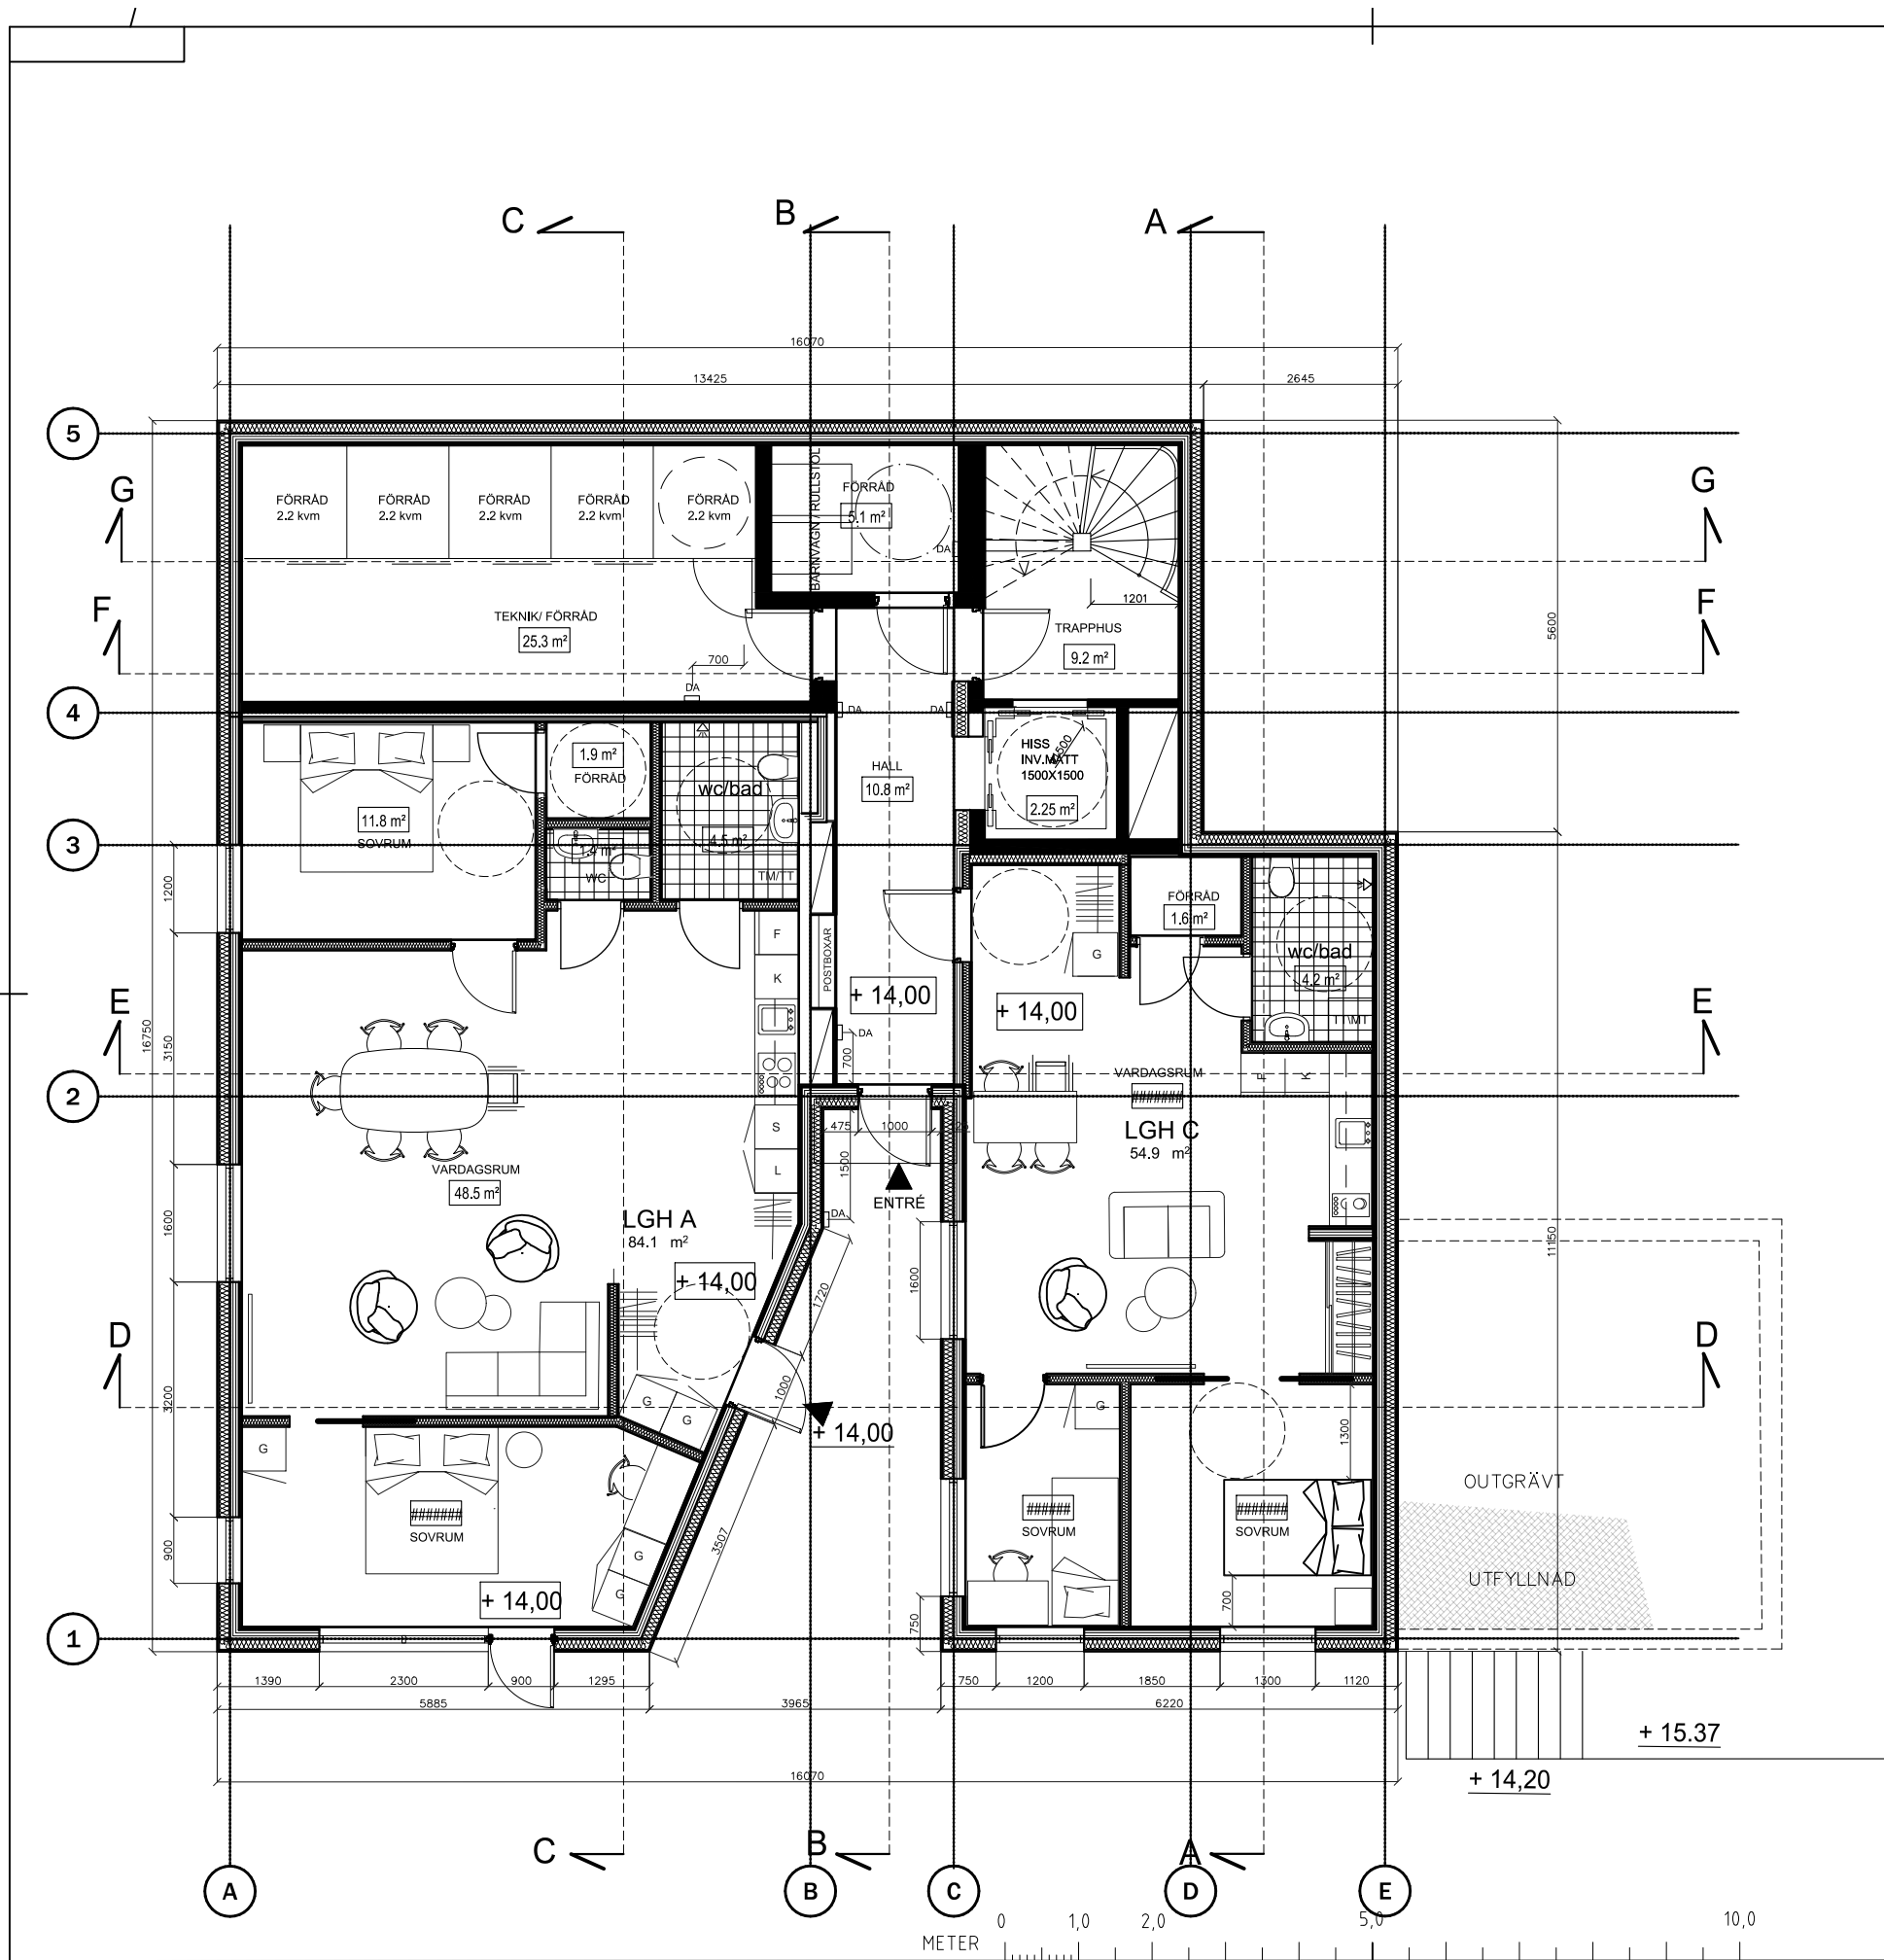 C
B
A
16070
13425
2645
5
G
G
FÖRRÅD
2.2 kvm
FÖRRÅD
2.2 kvm
FÖRRÅD
2.2 kvm
FÖRRÅD
2.2 kvm
FÖRRÅD
2.2 kvm
BARNVAGN / RULLSTOL
FÖRRÅD
5.1 m²
DA
F
F
TEKNIK/ FÖRRÅD
25.3 m²
700
DA
1201
TRAPPHUS
9.2 m²
5600
4
DA
DA
1.9 m²
FÖRRÅD
wc/bad
4.5 m²
TM/TT
HALL
10.8 m²
HISS
INV.MÅTT
1500X1500
1500
2.25 m²
11.8 m²
SOVRUM
1.4 m²
WC
3
1200
FÖRRÅD
1.6 m²
wc/bad
4.2 m²
TT\MT
F
K
POSTBOXAR
G
+ 14,00
+ 14,00
E
E
16750
3150
DA
700
VARDAGSRUM
#######
F
K
2
S
L
475
1000
1500
LGH C
54.9 m²
VARDAGSRUM
48.5 m²
ENTRÉ
DA
LGH A
84.1 m²
+ 14,00
1600
1600
1720
11150
D
D
3200
1000
G
G
+ 14,00
G
G
1300
#######
SOVRUM
######
SOVRUM
#######
SOVRUM
OUTGRÄVT
UTFYLLNAD
900
3507
G
G
+ 14,00
700
750
1
1390
2300
900
1295
750
1200
1850
1300
1120
5885
3965
6220
16070
+ 15.37
+ 14,20
C
B
A
A
B
C
D
E
METER
0
1,0
2,0
5,0
10,0